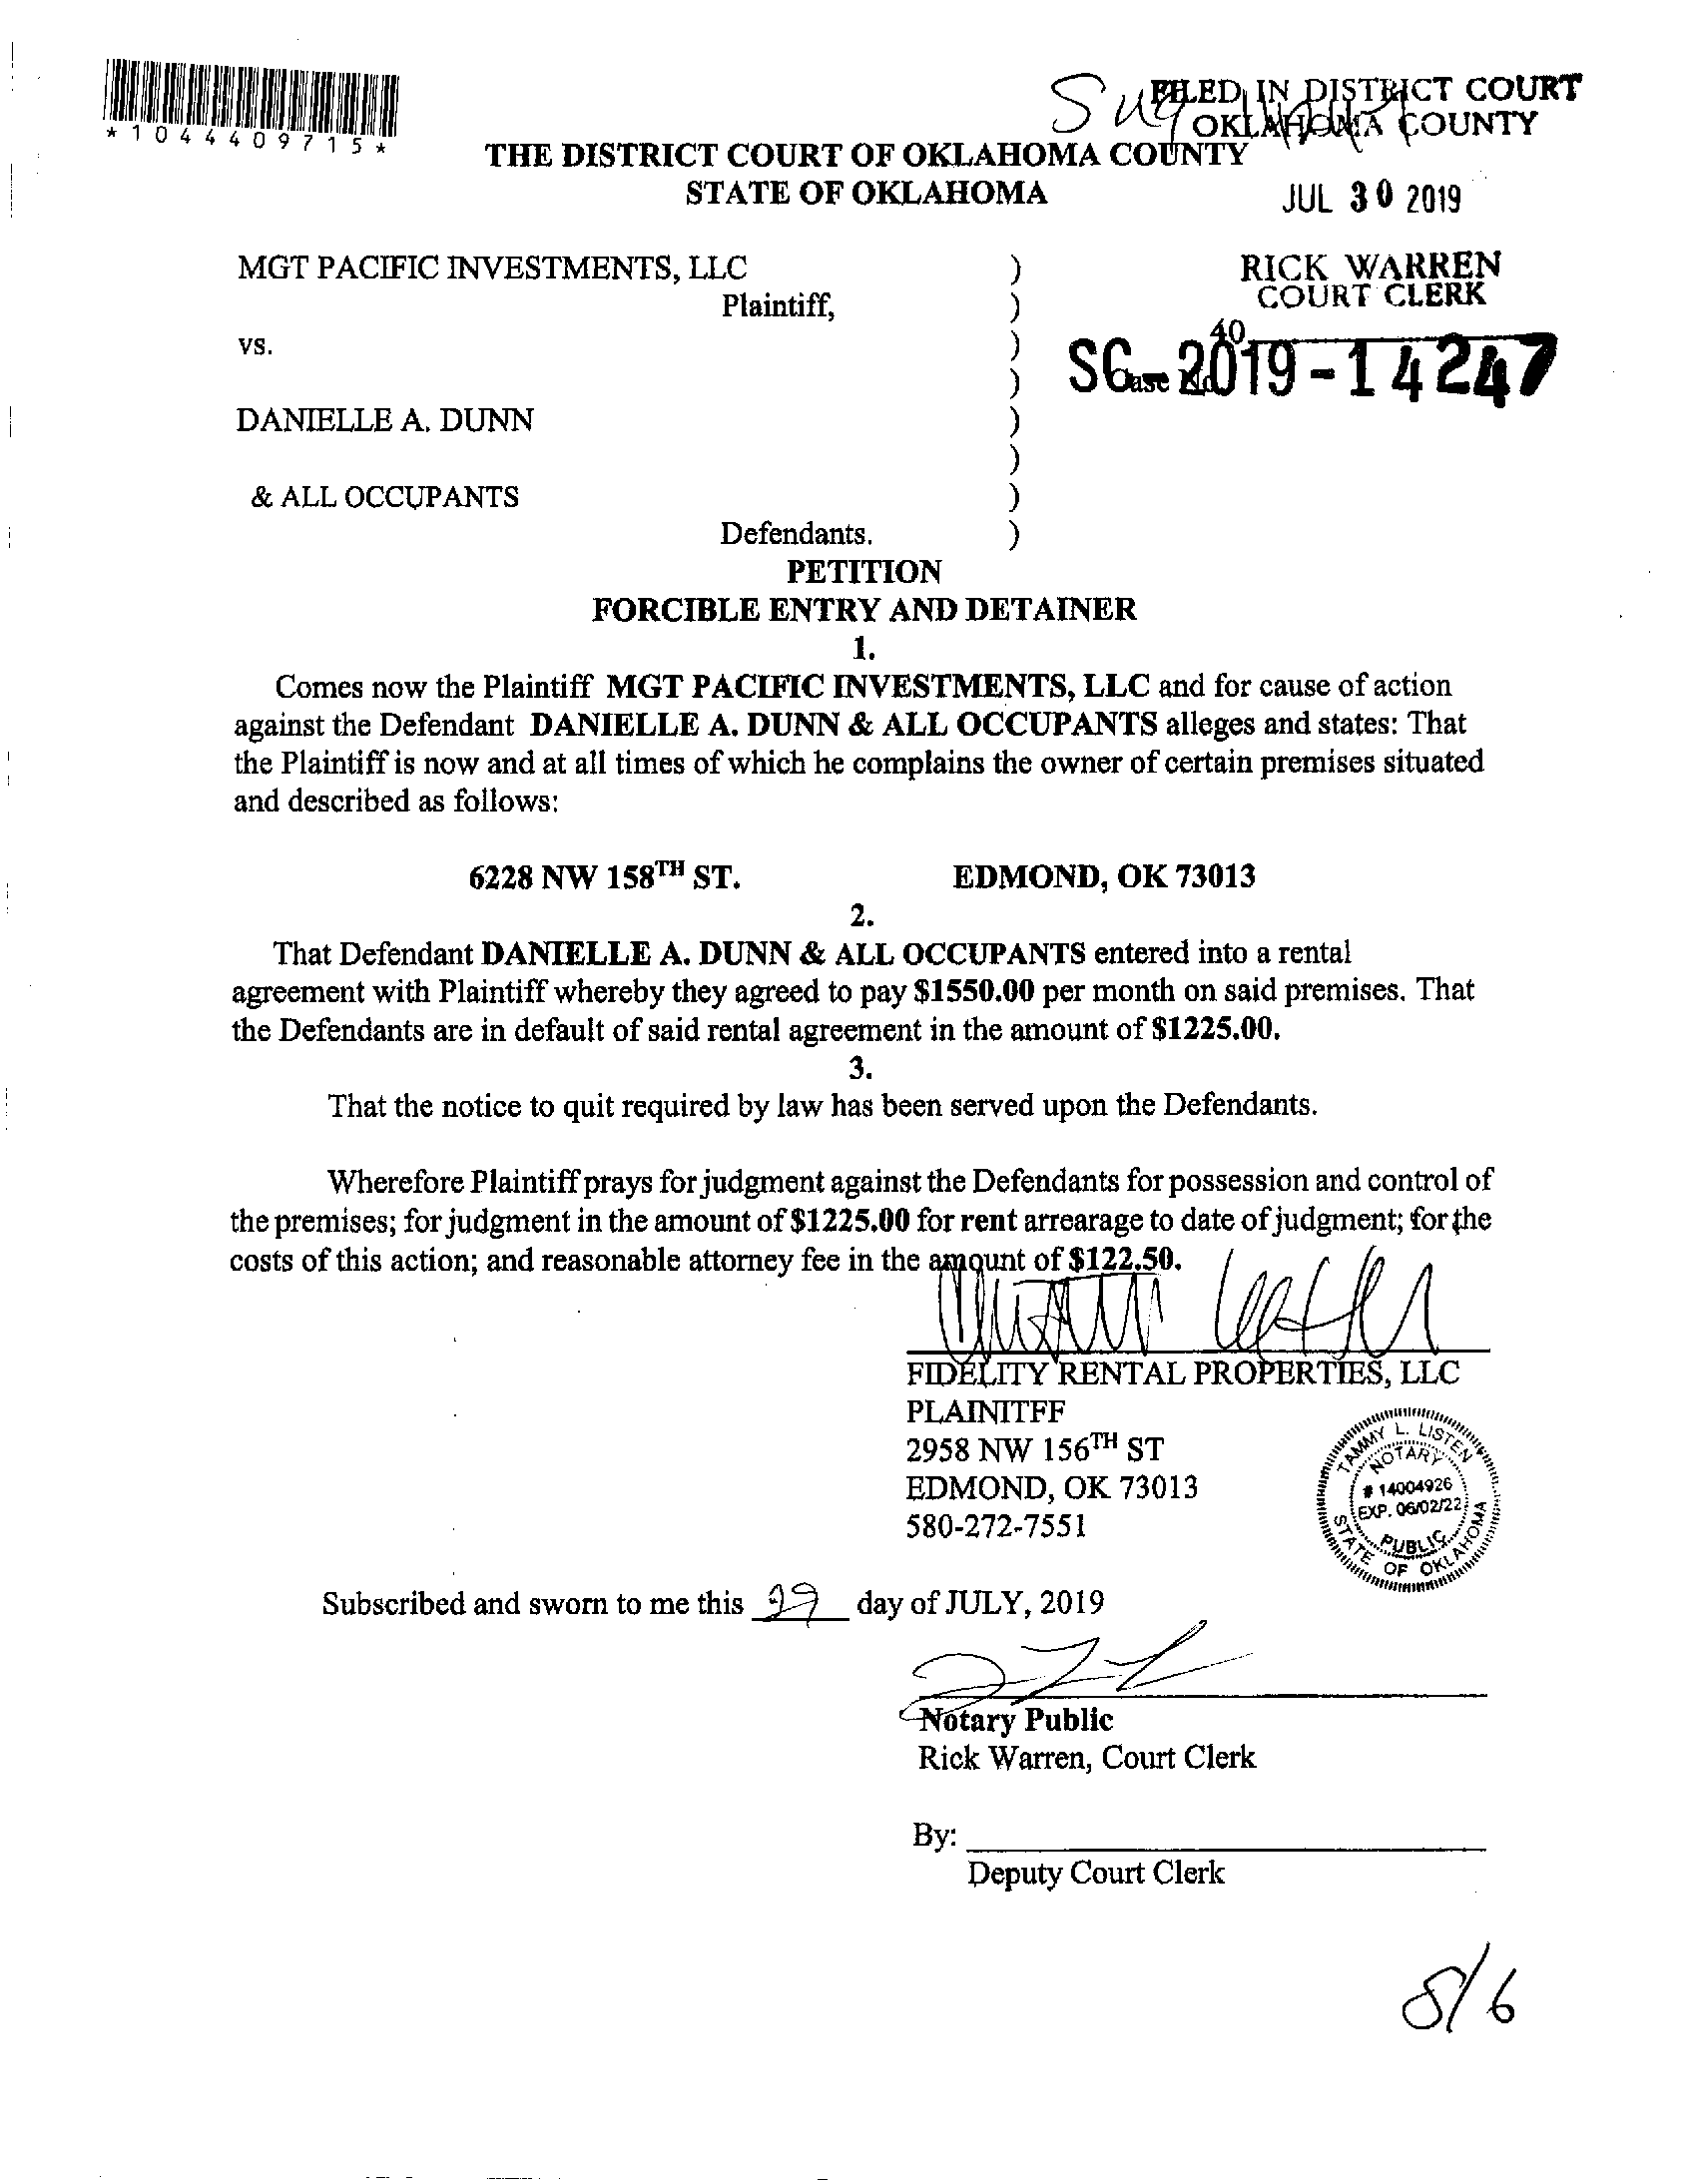 *1044409715*
FILED IN DISTRICT COURT
OKLAHOMA COUNTY
THE DISTRICT COURT OF OKLAHOMA COUNTY
STATE OF OKLAHOMA
JUL 30 2019
MGT PACIFIC INVESTMENTS, LLC )
Plaintiff, )
RICK WARREN
COURT CLERK
vs. )
40
)
SC-2019-14247
Case No.
DANIELLE A. DUNN )
)
& ALL OCCUPANTS )
Defendants. )
PETITION
FORCIBLE ENTRY AND DETAINER
1.
Comes now the Plaintiff MGT PACIFIC INVESTMENTS, LLC and for cause of action
against the Defendant DANIELLE A. DUNN & ALL OCCUPANTS alleges and states: That
the Plaintiff is now and at all times of which he complains the owner of certain premises situated
and described as follows:
6228 NW 158TH ST. EDMOND, OK 73013
2.
That Defendant DANIELLE A. DUNN & ALL OCCUPANTS entered into a rental
agreement with Plaintiff whereby they agreed to pay $1550.00 per month on said premises. That
the Defendants are in default of said rental agreement in the amount of $1225.00.
3.
That the notice to quit required by law has been served upon the Defendants.
Wherefore Plaintiff prays for judgment against the Defendants for possession and control of
the premises; for judgment in the amount of $1225.00 for rent arrearage to date of judgment; for the
costs of this action; and reasonable attorney fee in the amount of $122.50.
FIDELITY RENTAL PROPERTIES, LLC
PLAINITFF
2958 NW 156TH ST
EDMOND, OK 73013
580-272-7551
TAMMY L. LISTEN
NOTARY
# 14004926
EXP. 06/02/22
PUBLIC
STATE OF OKLAHOMA
Subscribed and sworn to me this 29 day of JULY, 2019
Notary Public
Rick Warren, Court Clerk
By:
Deputy Court Clerk
8/6